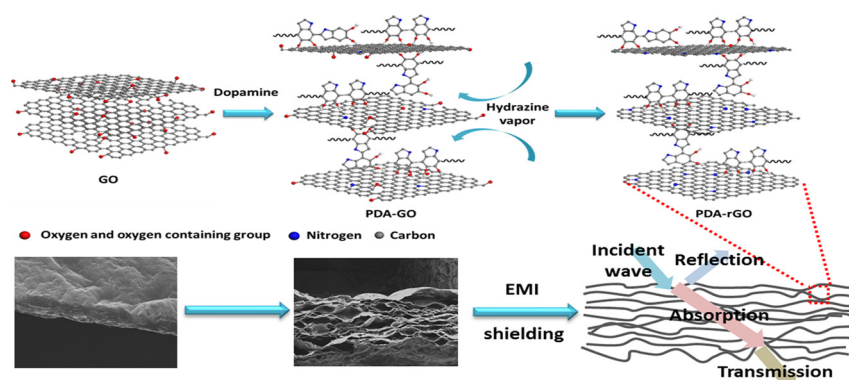 Dopamine
Hydrazine
vapor
GO
PDA-GO
PDA-rGO
Oxygen and oxygen containing group
Nitrogen
Carbon
Incident
wave
Reflection
EMI
shielding
Absorption
Transmission